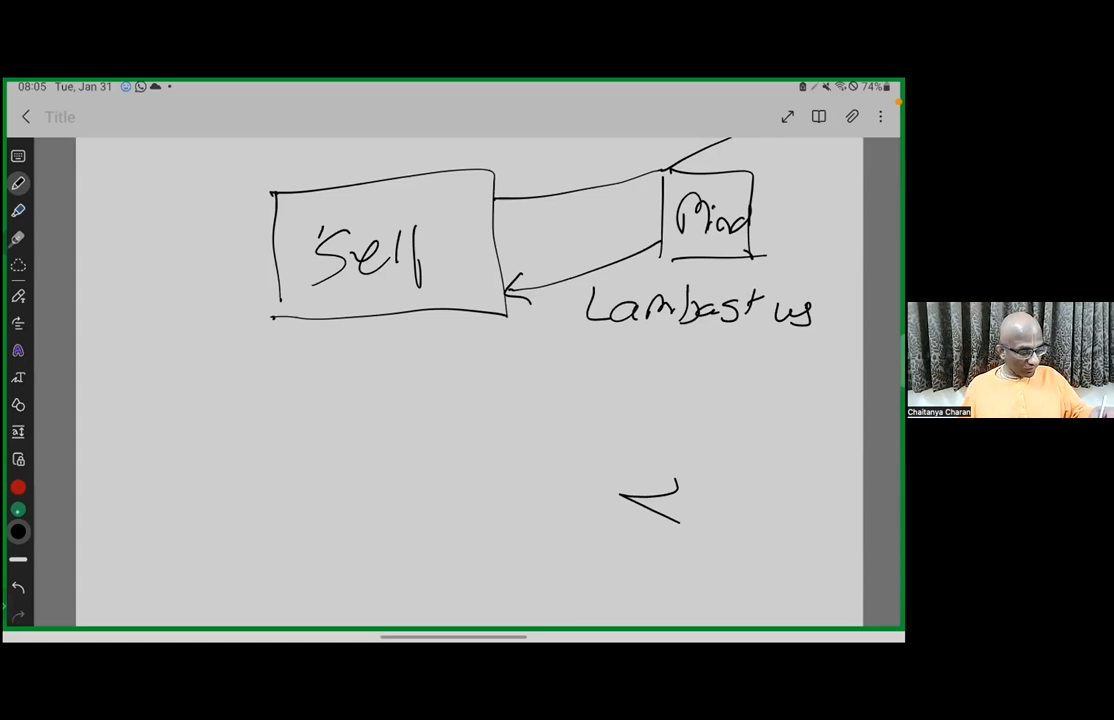 08:05 Tue, Jan 31 74%
Title
Self
Mind
Lambast us
Chaitanya Charan